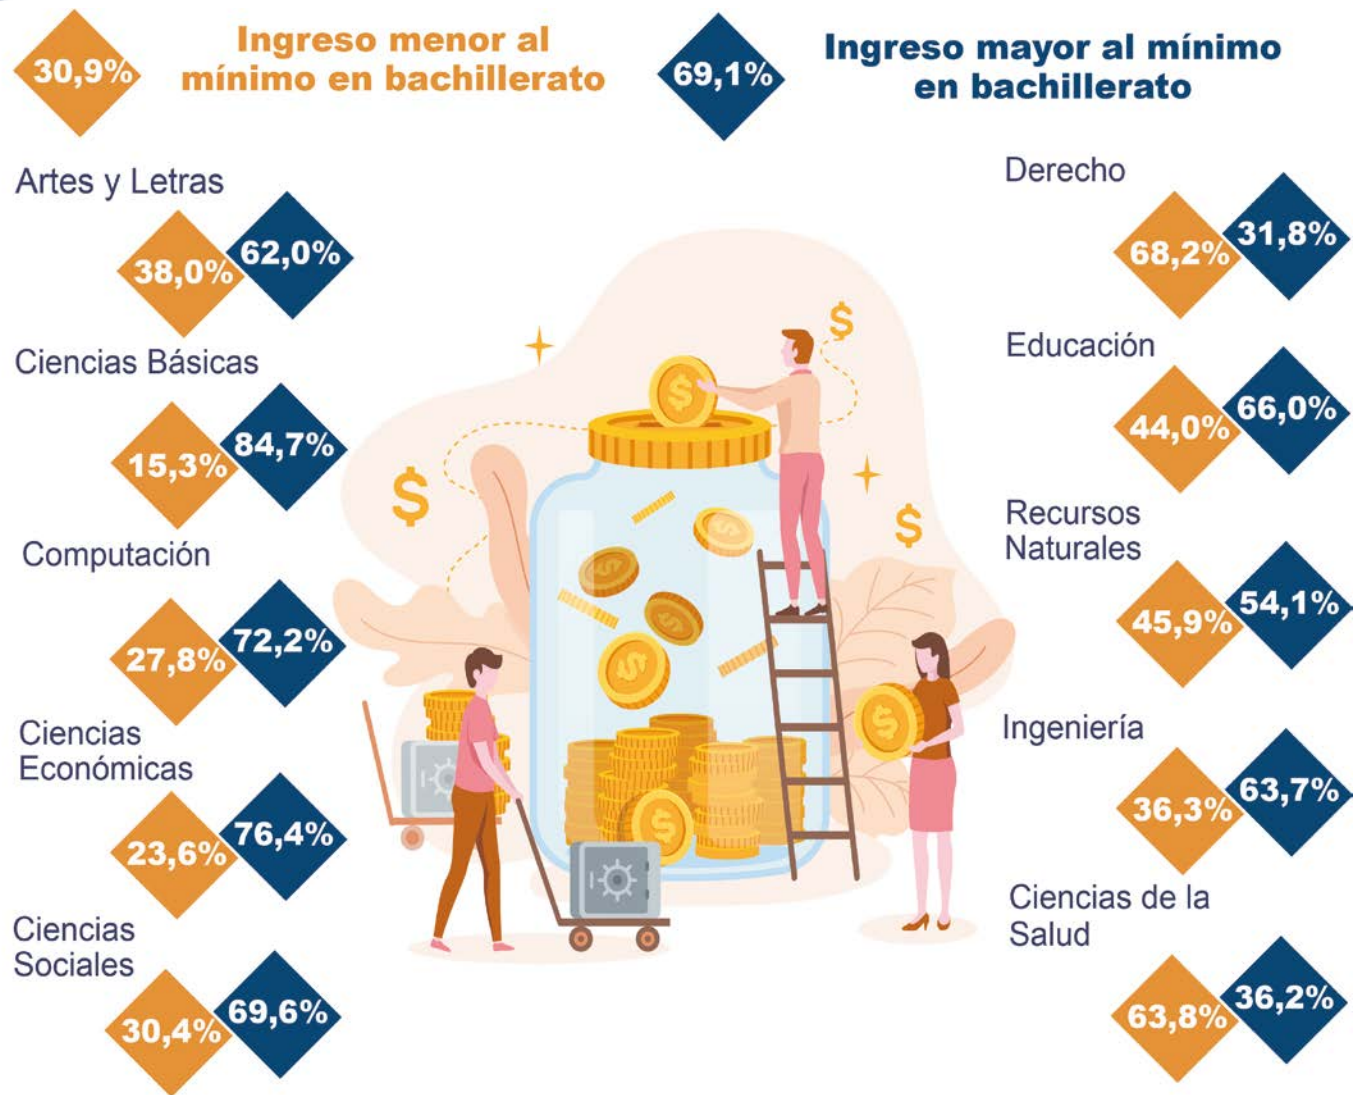 30,9%
Ingreso menor al
mínimo en bachillerato
69,1%
Ingreso mayor al mínimo
en bachillerato
Artes y Letras
38,0%
62,0%
Ciencias Básicas
15,3%
84,7%
Computación
27,8%
72,2%
Ciencias
Económicas
23,6%
76,4%
Ciencias
Sociales
30,4%
69,6%
Derecho
68,2%
31,8%
Educación
44,0%
66,0%
Recursos
Naturales
45,9%
54,1%
Ingeniería
36,3%
63,7%
Ciencias de la
Salud
63,8%
36,2%
$
$
$
$
$
$
$
$
$
$
$